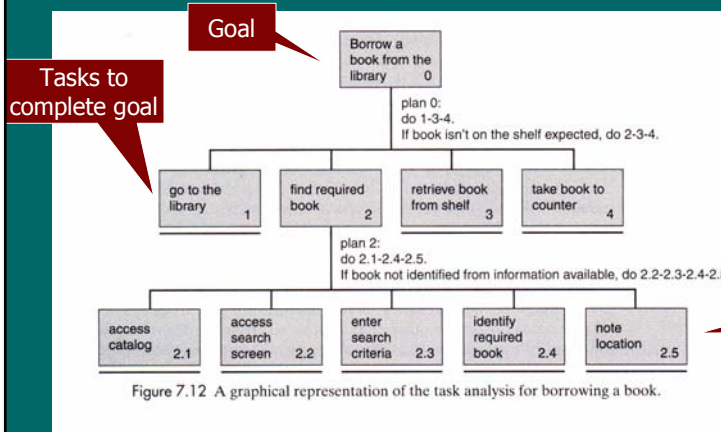 Goal
Tasks to
complete goal
Borrow a
book from the
library 0
plan 0:
do 1-3-4.
If book isn't on the shelf expected, do 2-3-4.
go to the
library 1
find required
book 2
retrieve book
from shelf 3
take book to
counter 4
plan 2:
do 2.1-2.4-2.5.
If book not identified from information available, do 2.2-2.3-2.4-2.
access
catalog 2.1
access
search
screen 2.2
enter
search
criteria 2.3
identify
required
book 2.4
note
location 2.5
Figure 7.12 A graphical representation of the task analysis for borrowing a book.